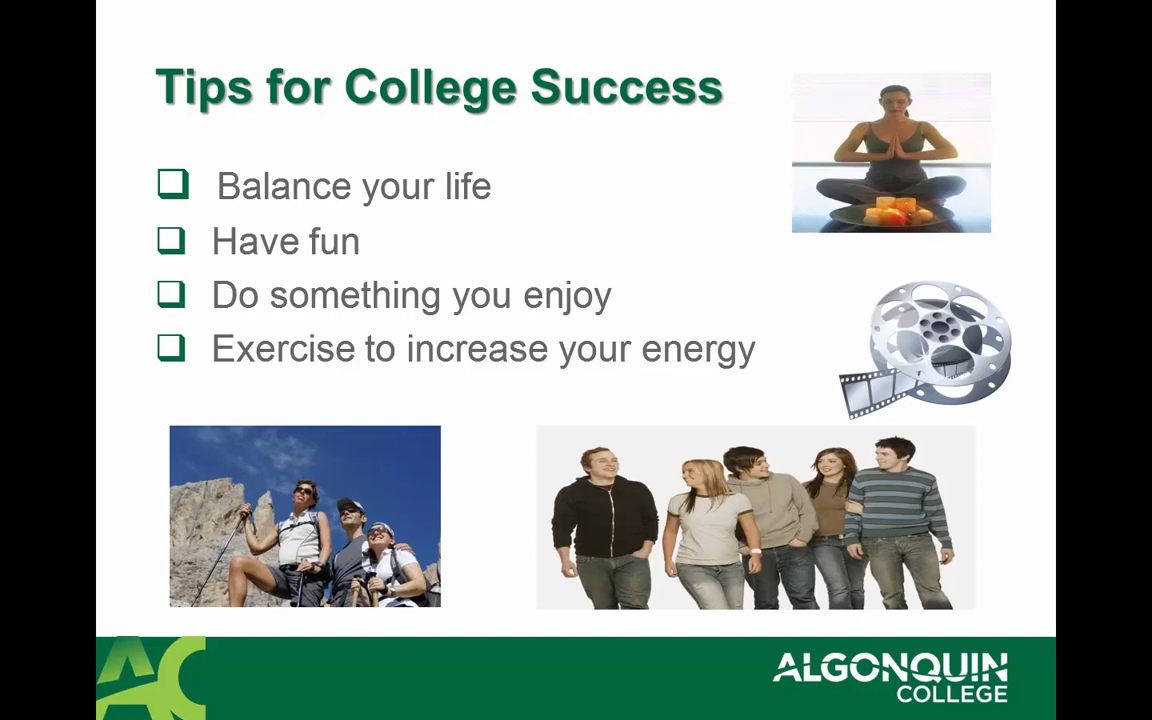 Tips for College Success
Balance your life
Have fun
Do something you enjoy
Exercise to increase your energy
AC
ALGONQUIN
COLLEGE